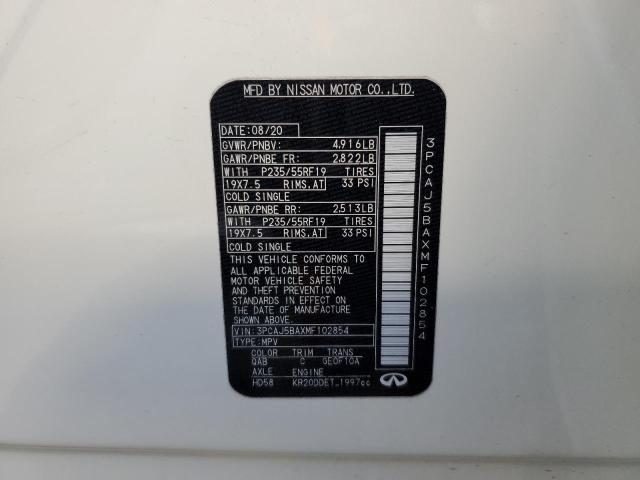 MFD BY NISSAN MOTOR CO.,LTD.
DATE:08/20
GVWR/PNBV: 4,916LB
GAWR/PNBE FR: 2,822LB
WITH P235/55RF19 TIRES
19X7.5 RIMS,AT 33 PSI
COLD SINGLE
GAWR/PNBE RR: 2,513LB
WITH P235/55RF19 TIRES
19X7.5 RIMS,AT 33 PSI
COLD SINGLE
THIS VEHICLE CONFORMS TO
ALL APPLICABLE FEDERAL
MOTOR VEHICLE SAFETY
AND THEFT PREVENTION
STANDARDS IN EFFECT ON
THE DATE OF MANUFACTURE
SHOWN ABOVE.
VIN:3PCAJ5BAXMF102854
TYPE:MPV
COLOR TRIM TRANS
QAB C GE0F10A
AXLE ENGINE
HD58 KR20DDET 1997cc
3PCAJ5BAXMF102854